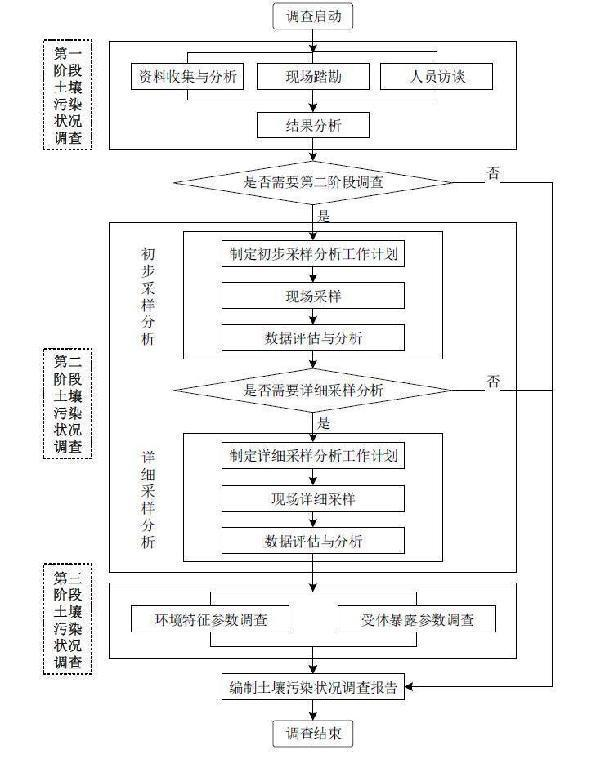 调查启动
第一
阶段
土壤
污染
状况
调查
资料收集与分析
现场踏勘
人员访谈
结果分析
是否需要第二阶段调查
否
是
初
步
采
样
分
析
制定初步采样分析工作计划
现场采样
数据评估与分析
第二
阶段
土壤
污染
状况
调查
是否需要详细采样分析
否
是
详
细
采
样
分
析
制定详细采样分析工作计划
现场详细采样
数据评估与分析
第三
阶段
土壤
污染
状况
调查
环境特征参数调查
受体暴露参数调查
编制土壤污染状况调查报告
调查结束